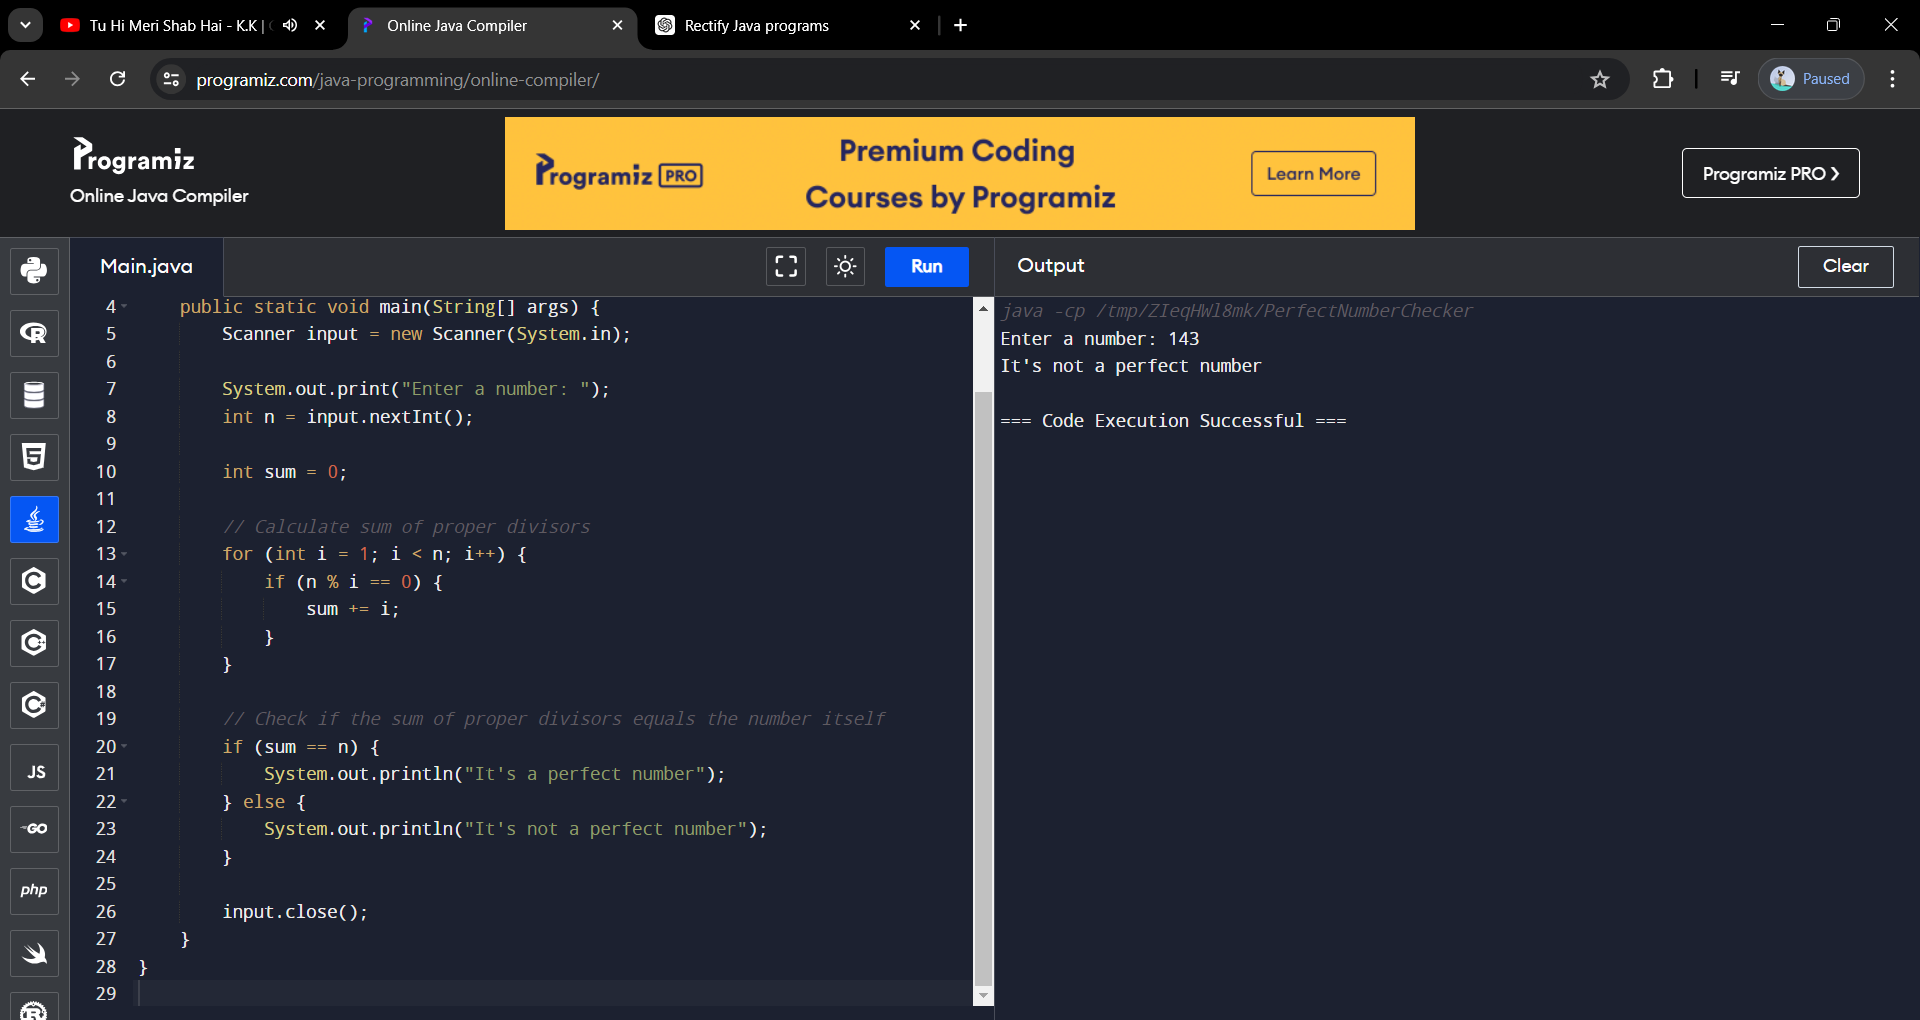 Tu Hi Meri Shab Hai - K.K |
Online Java Compiler
Rectify Java programs
programiz.com/java-programming/online-compiler/
Paused
Programiz
Online Java Compiler
Programiz PRO
Premium Coding
Courses by Programiz
Learn More
Programiz PRO
Main.java
Run
Output
Clear
4 public static void main(String[] args) {
5 Scanner input = new Scanner(System.in);
6
7 System.out.print("Enter a number: ");
8 int n = input.nextInt();
9
10 int sum = 0;
11
12 // Calculate sum of proper divisors
13 for (int i = 1; i < n; i++) {
14 if (n % i == 0) {
15 sum += i;
16 }
17 }
18
19 // Check if the sum of proper divisors equals the number itself
20 if (sum == n) {
21 System.out.println("It's a perfect number");
22 } else {
23 System.out.println("It's not a perfect number");
24 }
25
26 input.close();
27 }
28 }
29
java -cp /tmp/ZIeqHWl8mk/PerfectNumberChecker
Enter a number: 143
It's not a perfect number
=== Code Execution Successful ===
R
5
C
C
C
JS
GO
php
R